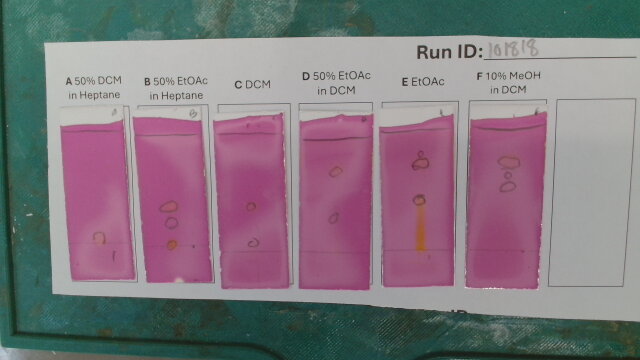 Run ID: 101818
A 50% DCM
in Heptane
B 50% EtOAc
in Heptane
C DCM
D 50% EtOAc
in DCM
E EtOAc
F 10% MeOH
in DCM